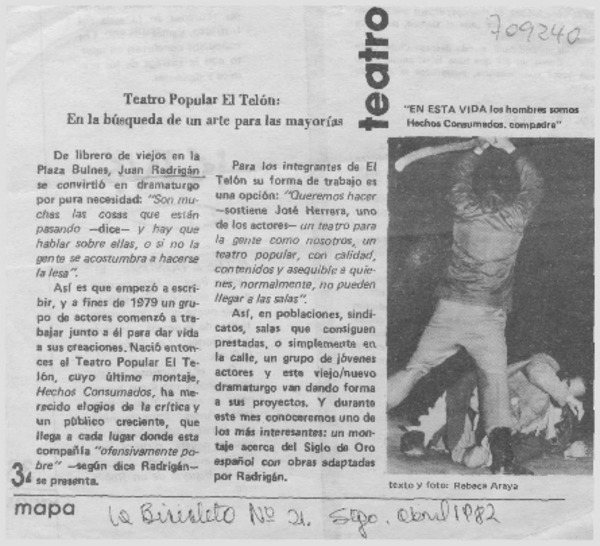 709240
teatro
Teatro Popular El Telón:
En la búsqueda de un arte para las mayorías
"EN ESTA VIDA los hombres somos
Hechos Consumados, compadre"
De librero de viejos en la
Plaza Bulnes, Juan Radrigán
se convirtió en dramaturgo
por pura necesidad: "Son mu-
chas las cosas que están
pasando —dice— y hay que
hablar sobre ellas, o si no la
gente se acostumbra a hacerse
la lesa".
Así es que empezó a escri-
bir, y a fines de 1979 un gru-
po de actores comenzó a tra-
bajar junto a él para dar vida
a sus creaciones. Nació enton-
ces el Teatro Popular El Te-
lón, cuyo último montaje,
Hechos Consumados, ha me-
recido elogios de la crítica y
un público creciente, que
llega a cada lugar donde esta
compañía "ofensivamente po-
bre" —según dice Radrigán—
se presenta.
Para los integrantes de El
Telón su forma de trabajo es
una opción: "Queremos hacer
—sostiene José Herrera, uno
de los actores— un teatro para
la gente como nosotros, un
teatro popular, con calidad,
contenidos y asequible a quie-
nes, normalmente, no pueden
llegar a las salas".
Así, en poblaciones, sindi-
catos, salas que consiguen
prestadas, o simplemente en
la calle, un grupo de jóvenes
actores y este viejo/nuevo
dramaturgo van dando forma
a sus proyectos. Y durante
este mes conoceremos uno de
los más interesantes: un mon-
taje acerca del Siglo de Oro
español con obras adaptadas
por Radrigán.
texto y foto: Rebeca Araya
32
mapa
La Bicicleta Nº 21. Stgo. abril 1982